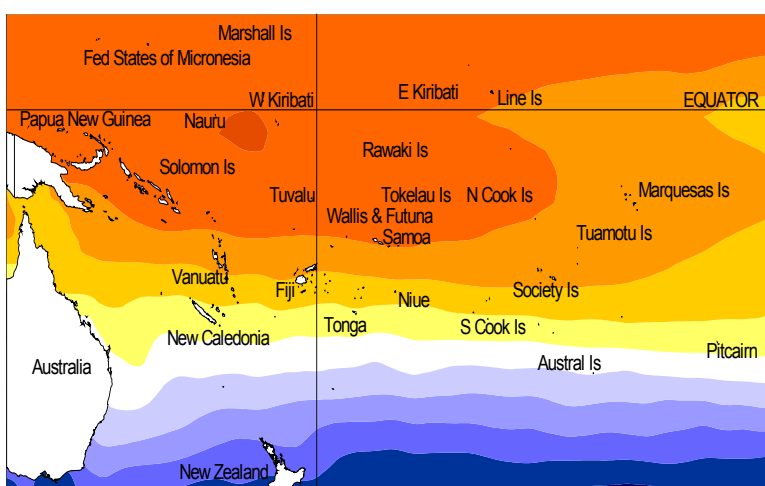 Marshall Is
Fed States of Micronesia
W Kiribati
E Kiribati
Line Is
EQUATOR
Papua New Guinea
Nauru
Rawaki Is
Solomon Is
Tuvalu
Tokelau Is
N Cook Is
Marquesas Is
Wallis & Futuna
Samoa
Tuamotu Is
Vanuatu
Fiji
Niue
Society Is
New Caledonia
Tonga
S Cook Is
Pitcairn
Australia
Austral Is
New Zealand